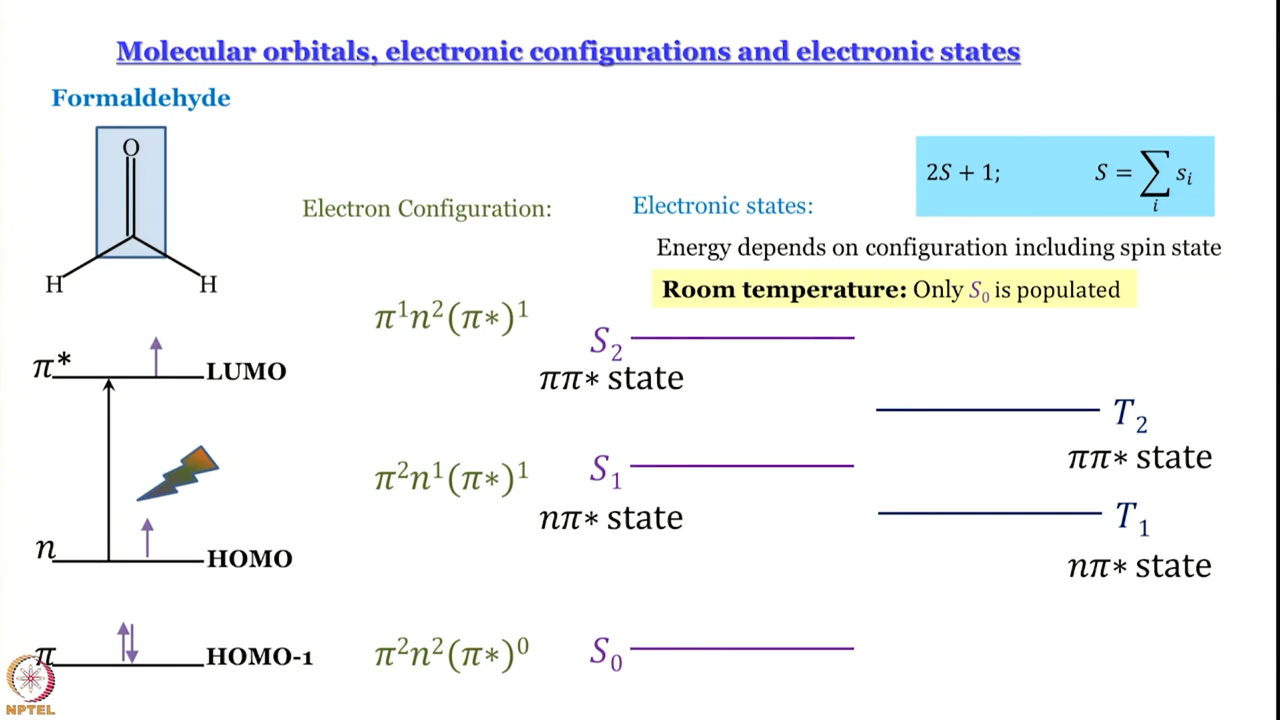 Molecular orbitals, electronic configurations and electronic states
Formaldehyde
O
H
H
2S + 1; S = ∑ᵢ sᵢ
Electron Configuration:
Electronic states:
Energy depends on configuration including spin state
Room temperature: Only S₀ is populated
π¹n²(π∗)¹
S₂
ππ∗ state
π*
LUMO
T₂
ππ∗ state
π²n¹(π∗)¹
S₁
nπ∗ state
T₁
nπ∗ state
n
HOMO
π
HOMO-1
π²n²(π∗)⁰
S₀
NPTEL